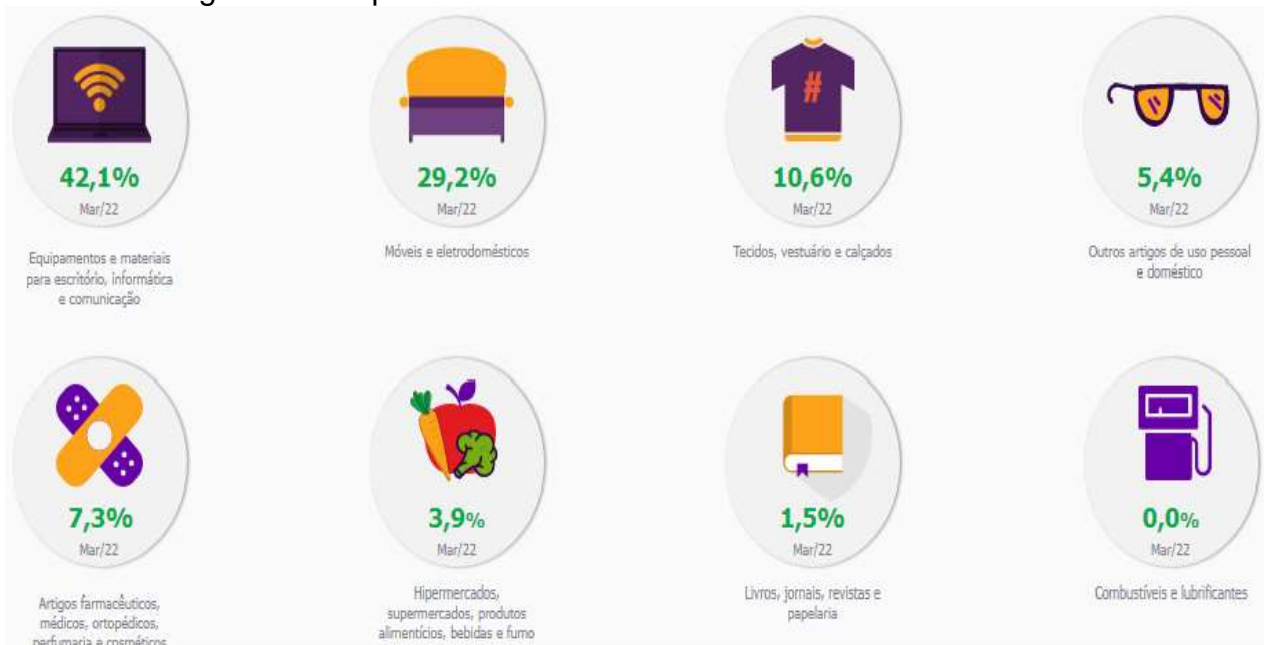 42,1%
Mar/22
Equipamentos e materiais
para escritório, informática
e comunicação
29,2%
Mar/22
Móveis e eletrodomésticos
#
10,6%
Mar/22
Tecidos, vestuário e calçados
5,4%
Mar/22
Outros artigos de uso pessoal
e doméstico
7,3%
Mar/22
Artigos farmacêuticos,
médicos, ortopédicos,
perfumaria e cosméticos
3,9%
Mar/22
Hipermercados,
supermercados, produtos
alimentícios, bebidas e fumo
1,5%
Mar/22
Livros, jornais, revistas e
papelaria
0,0%
Mar/22
Combustíveis e lubrificantes